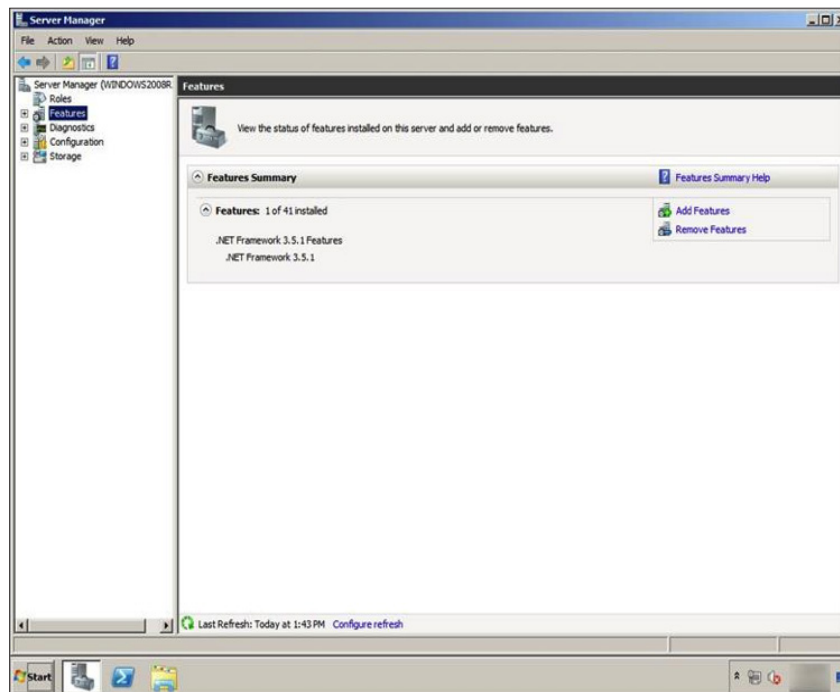 Server Manager
File Action View Help
Server Manager (WINDOWS2008R
Roles
Features
Diagnostics
Configuration
Storage
Features
View the status of features installed on this server and add or remove features.
Features Summary
Features Summary Help
Features: 1 of 41 installed
Add Features
Remove Features
.NET Framework 3.5.1 Features
.NET Framework 3.5.1
Last Refresh: Today at 1:43 PM Configure refresh
Start